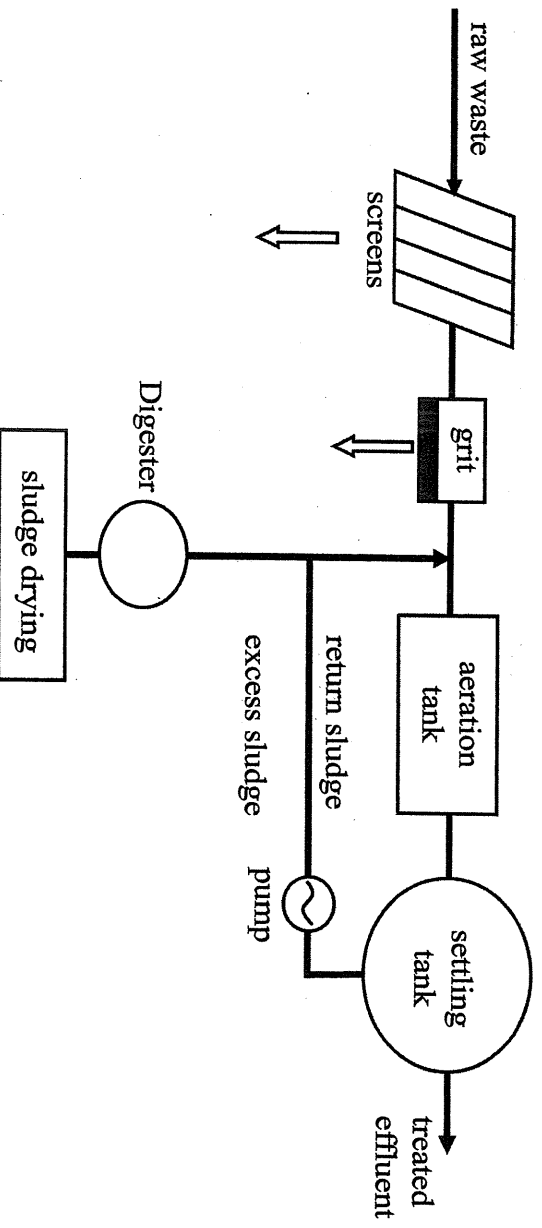 raw waste
screens
grit
aeration
tank
settling
tank
treated
effluent
return sludge
excess sludge
pump
Digester
sludge drying